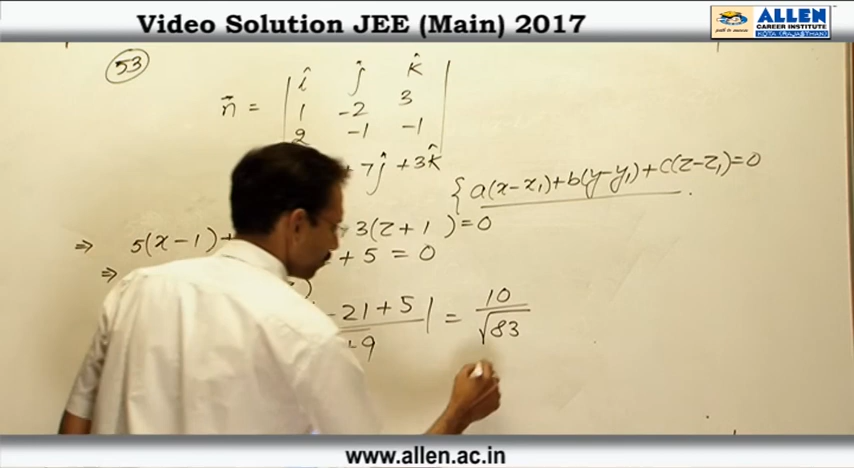 Video Solution JEE (Main) 2017
ALLEN
CAREER INSTITUTE
KOTA (RAJASTHAN)
path to success
53
n⃗ = | î ĵ k̂ |
1 -2 3
2 -1 -1
+ 7ĵ + 3k̂
{ a(x-x₁)+b(y-y₁)+c(z-z₁)=0
⇒ 5(x-1)+ +3(z+1)=0
⇒ +5 = 0
-21+5| = 10/√83
+9
www.allen.ac.in